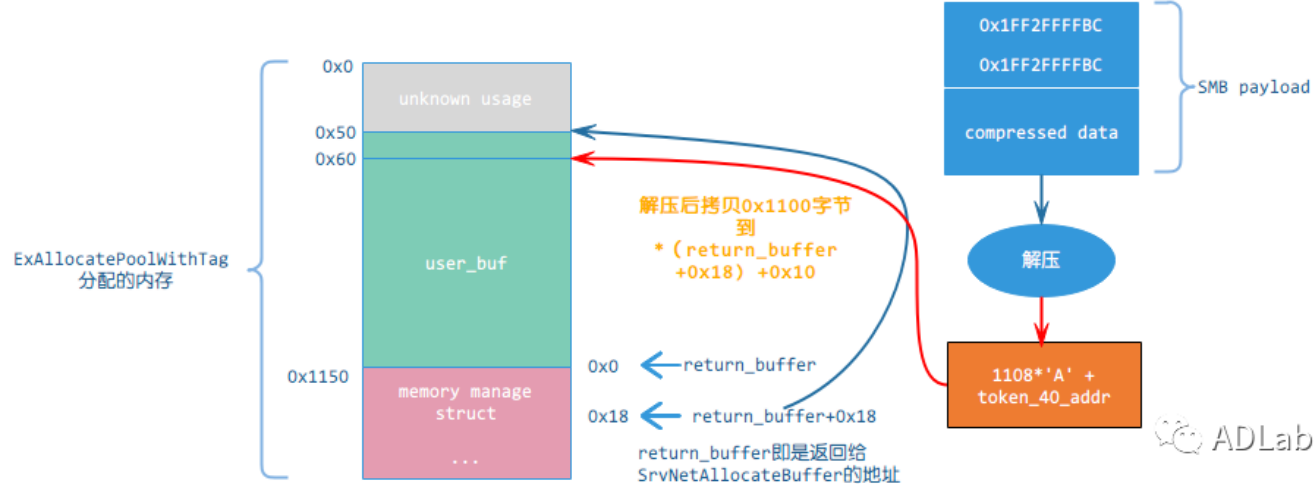 0x1FF2FFFFBC
0x1FF2FFFFBC
SMB payload
compressed data
0x0
unknown usage
0x50
0x60
解压后拷贝0x1100字节
到
*（return_buffer
+0x18）+0x10
ExAllocatePoolWithTag
分配的内存
user_buf
解压
0x1150
0x0
return_buffer
memory manage
struct
...
0x18
return_buffer+0x18
1108*'A' +
token_40_addr
return_buffer即是返回给
SrvNetAllocateBuffer的地址
ADLab